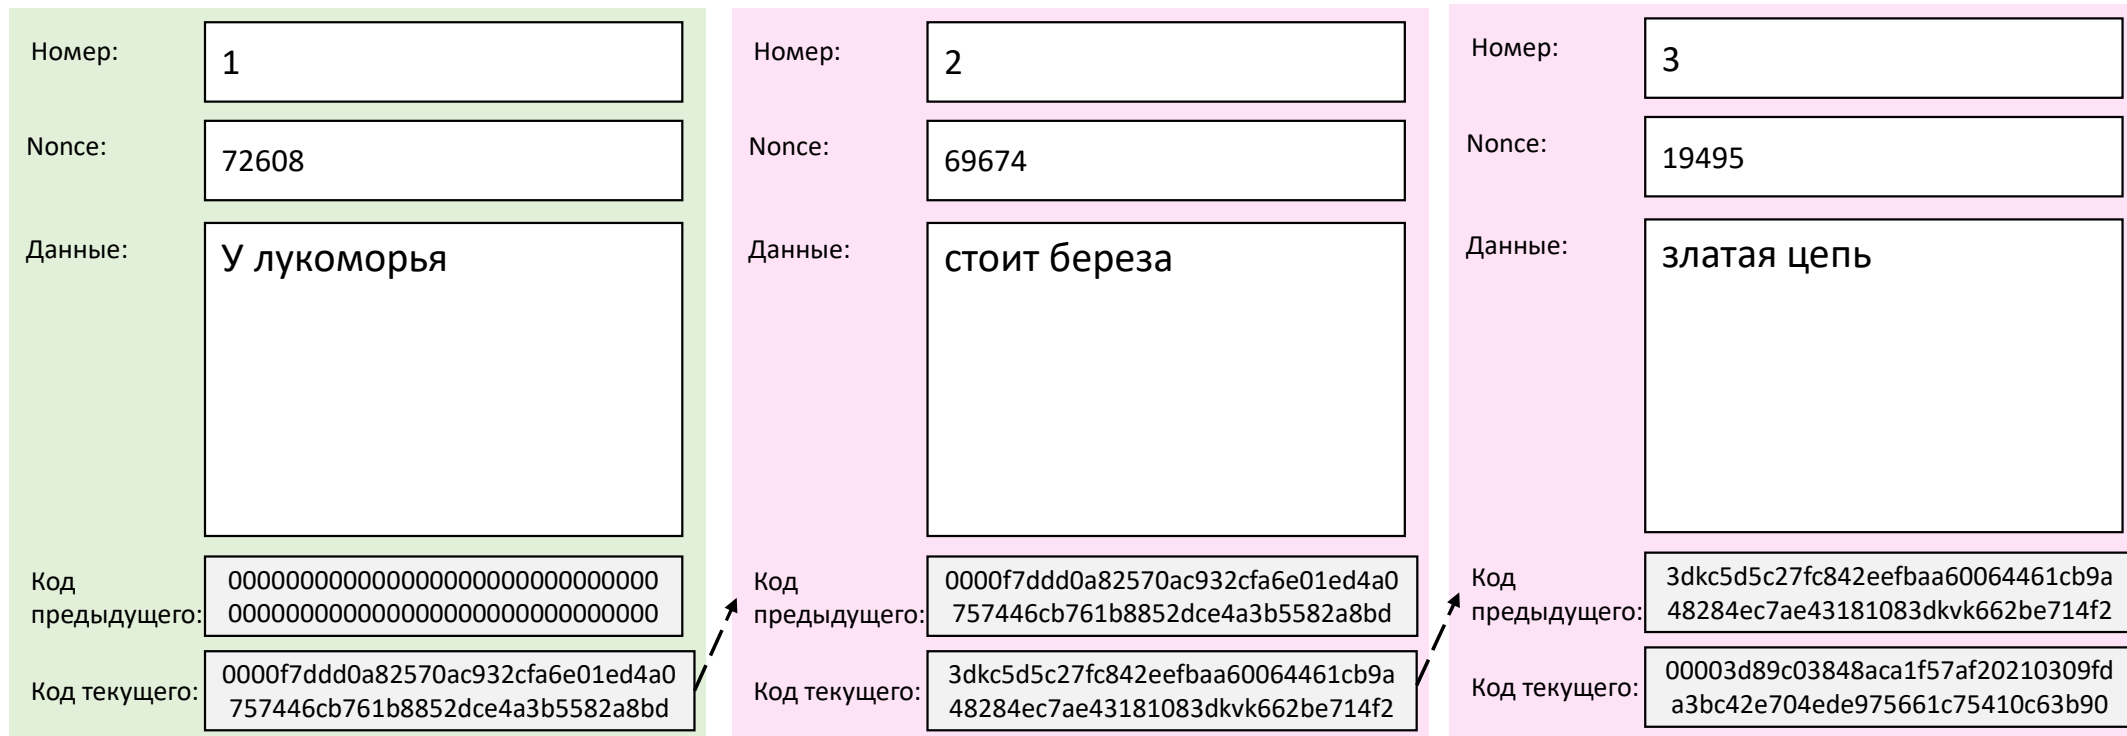 Номер:
1
Nonce:
72608
Данные:
У лукоморья
Код
предыдущего:
000000000000000000000000000000
000000000000000000000000000000
Код текущего:
0000f7ddd0a82570ac932cfa6e01ed4a0
757446cb761b8852dce4a3b5582a8bd
Номер:
2
Nonce:
69674
Данные:
стоит береза
Код
предыдущего:
0000f7ddd0a82570ac932cfa6e01ed4a0
757446cb761b8852dce4a3b5582a8bd
Код текущего:
3dkc5d5c27fc842eefbaa60064461cb9a
48284ec7ae43181083dkvk662be714f2
Номер:
3
Nonce:
19495
Данные:
златая цепь
Код
предыдущего:
3dkc5d5c27fc842eefbaa60064461cb9a
48284ec7ae43181083dkvk662be714f2
Код текущего:
00003d89c03848aca1f57af20210309fd
a3bc42e704ede975661c75410c63b90